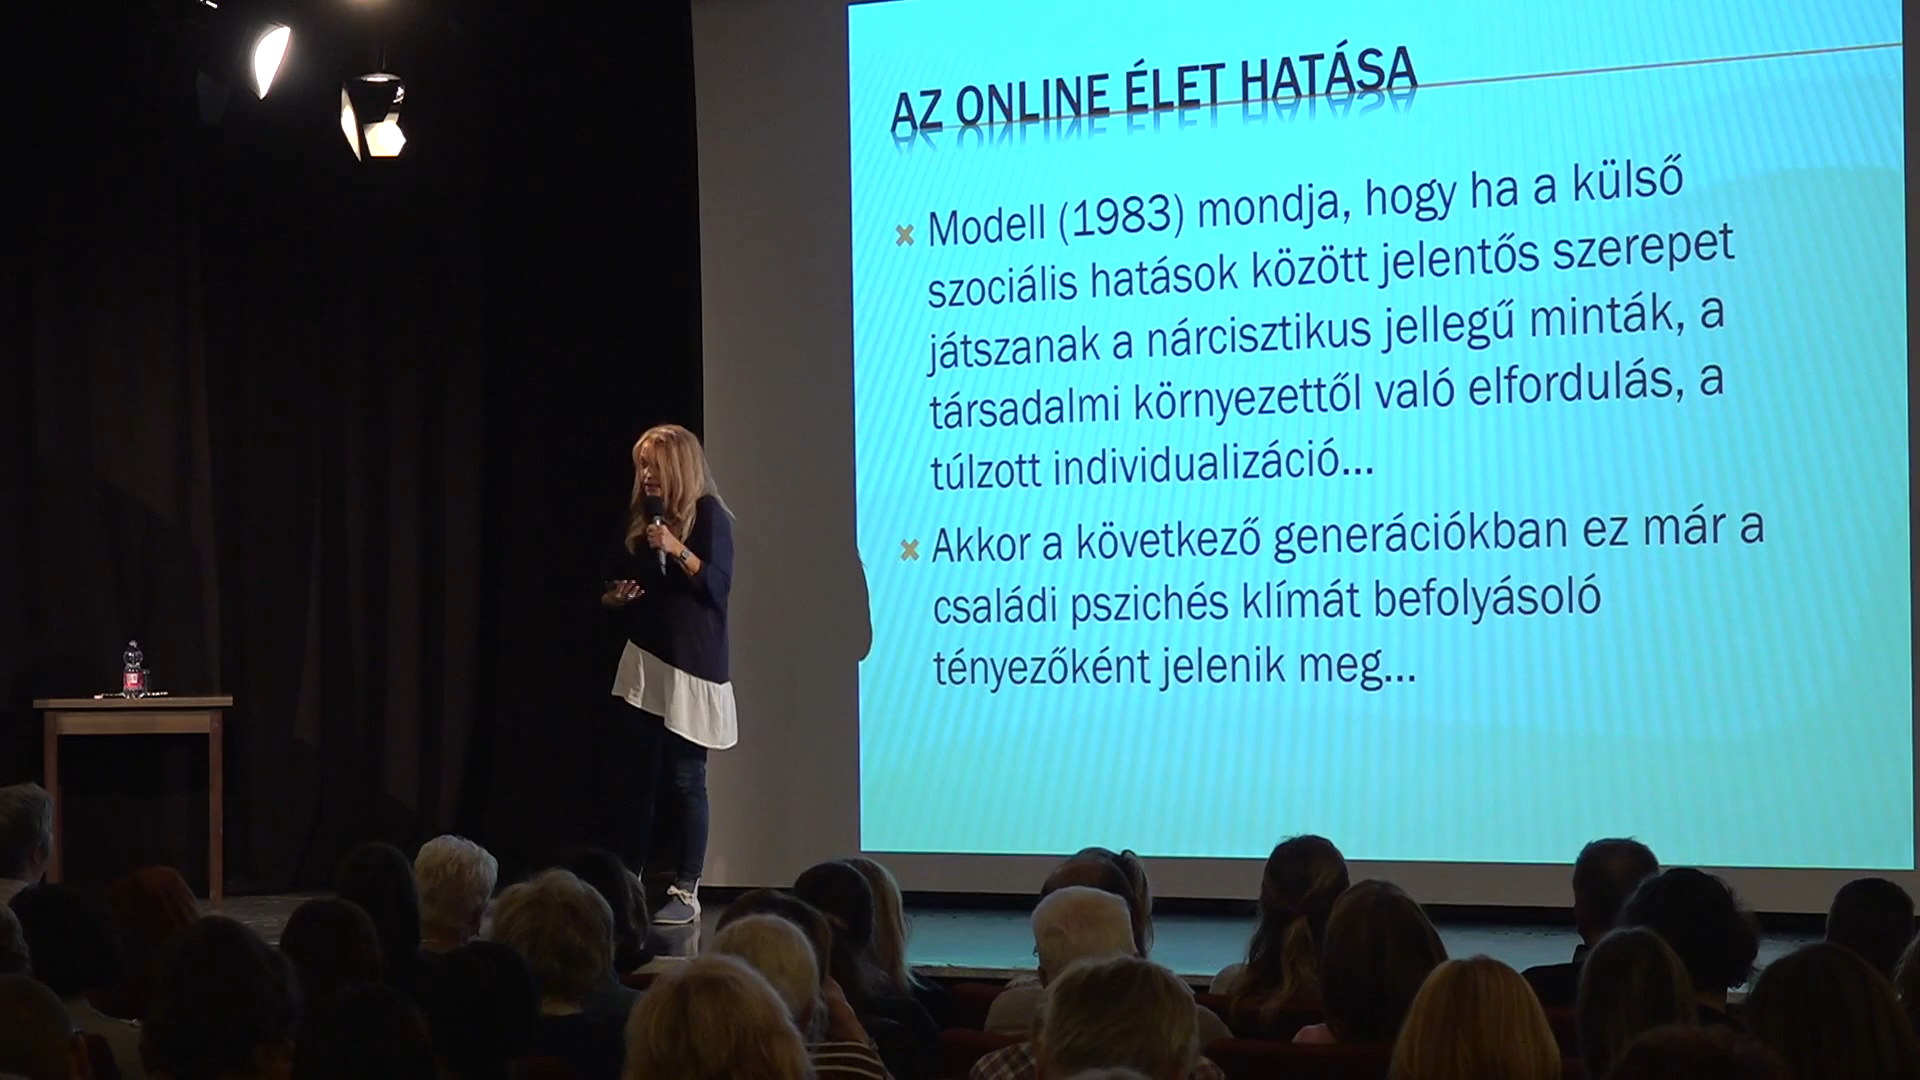 AZ ONLINE ÉLET HATÁSA
Modell (1983) mondja, hogy ha a külső
szociális hatások között jelentős szerepet
játszanak a nárcisztikus jellegű minták, a
társadalmi környezettől való elfordulás, a
túlzott individualizáció...
Akkor a következő generációkban ez már a
családi pszichés klímát befolyásoló
tényezőként jelenik meg...